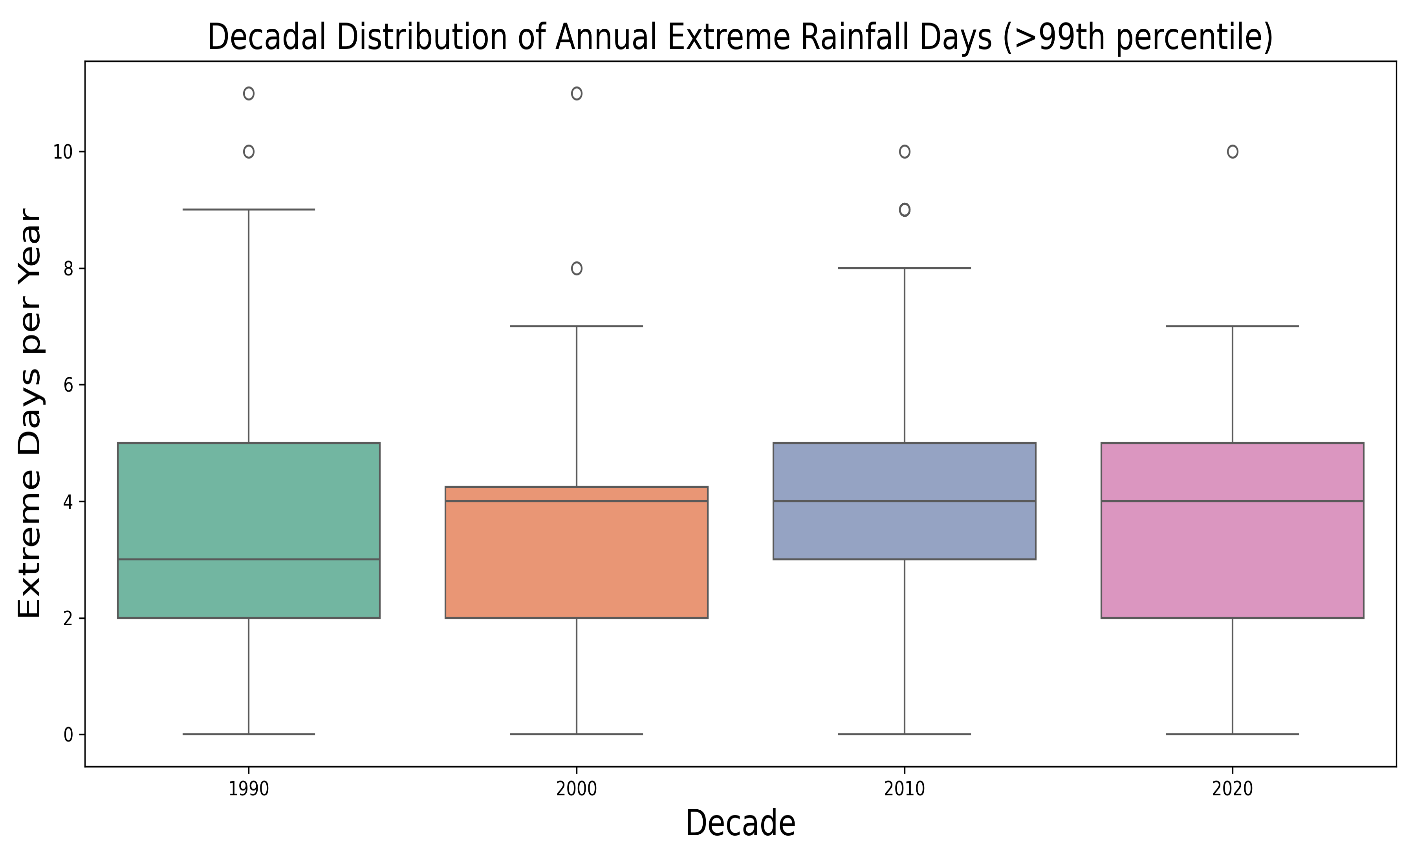 Decadal Distribution of Annual Extreme Rainfall Days (>99th percentile)
Extreme Days per Year
10
8
6
4
2
0
1990 2000 2010 2020
Decade